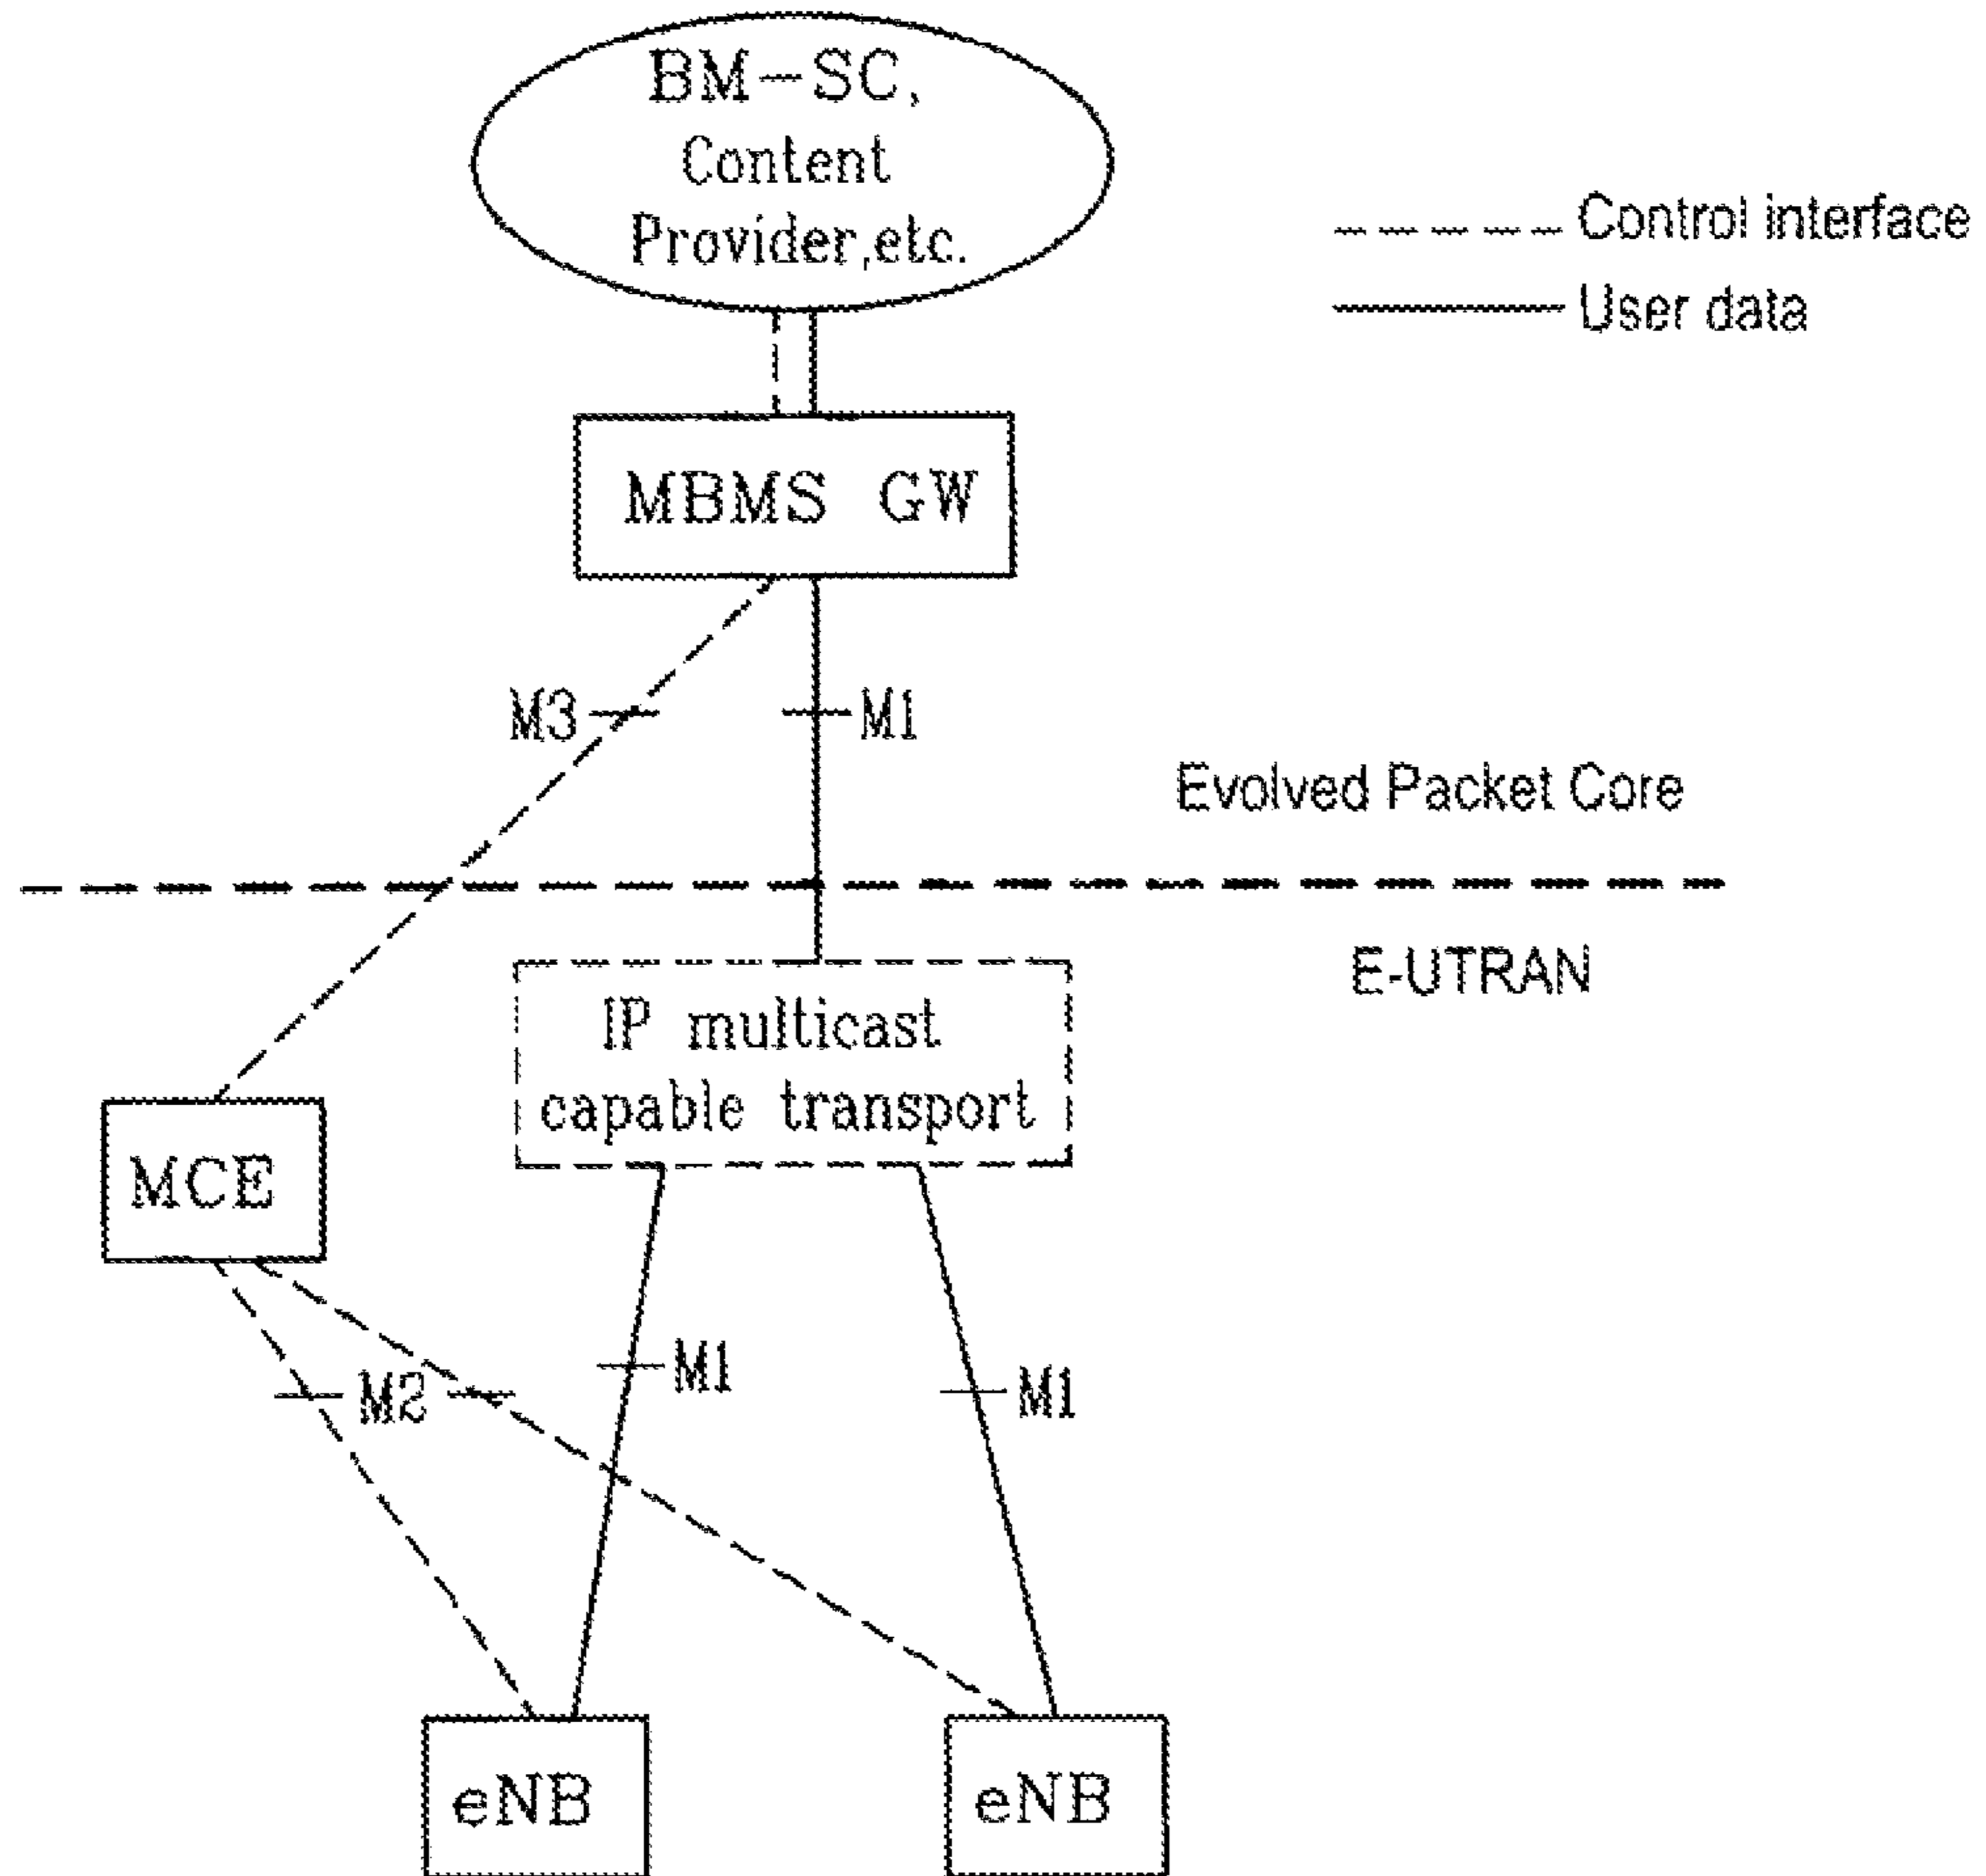 BM-SC,
Content
Provider,etc.
Control interface
User data
MBMS GW
M3
M1
Evolved Packet Core
E-UTRAN
IP multicast
capable transport
MCE
M2
M1
M1
eNB
eNB